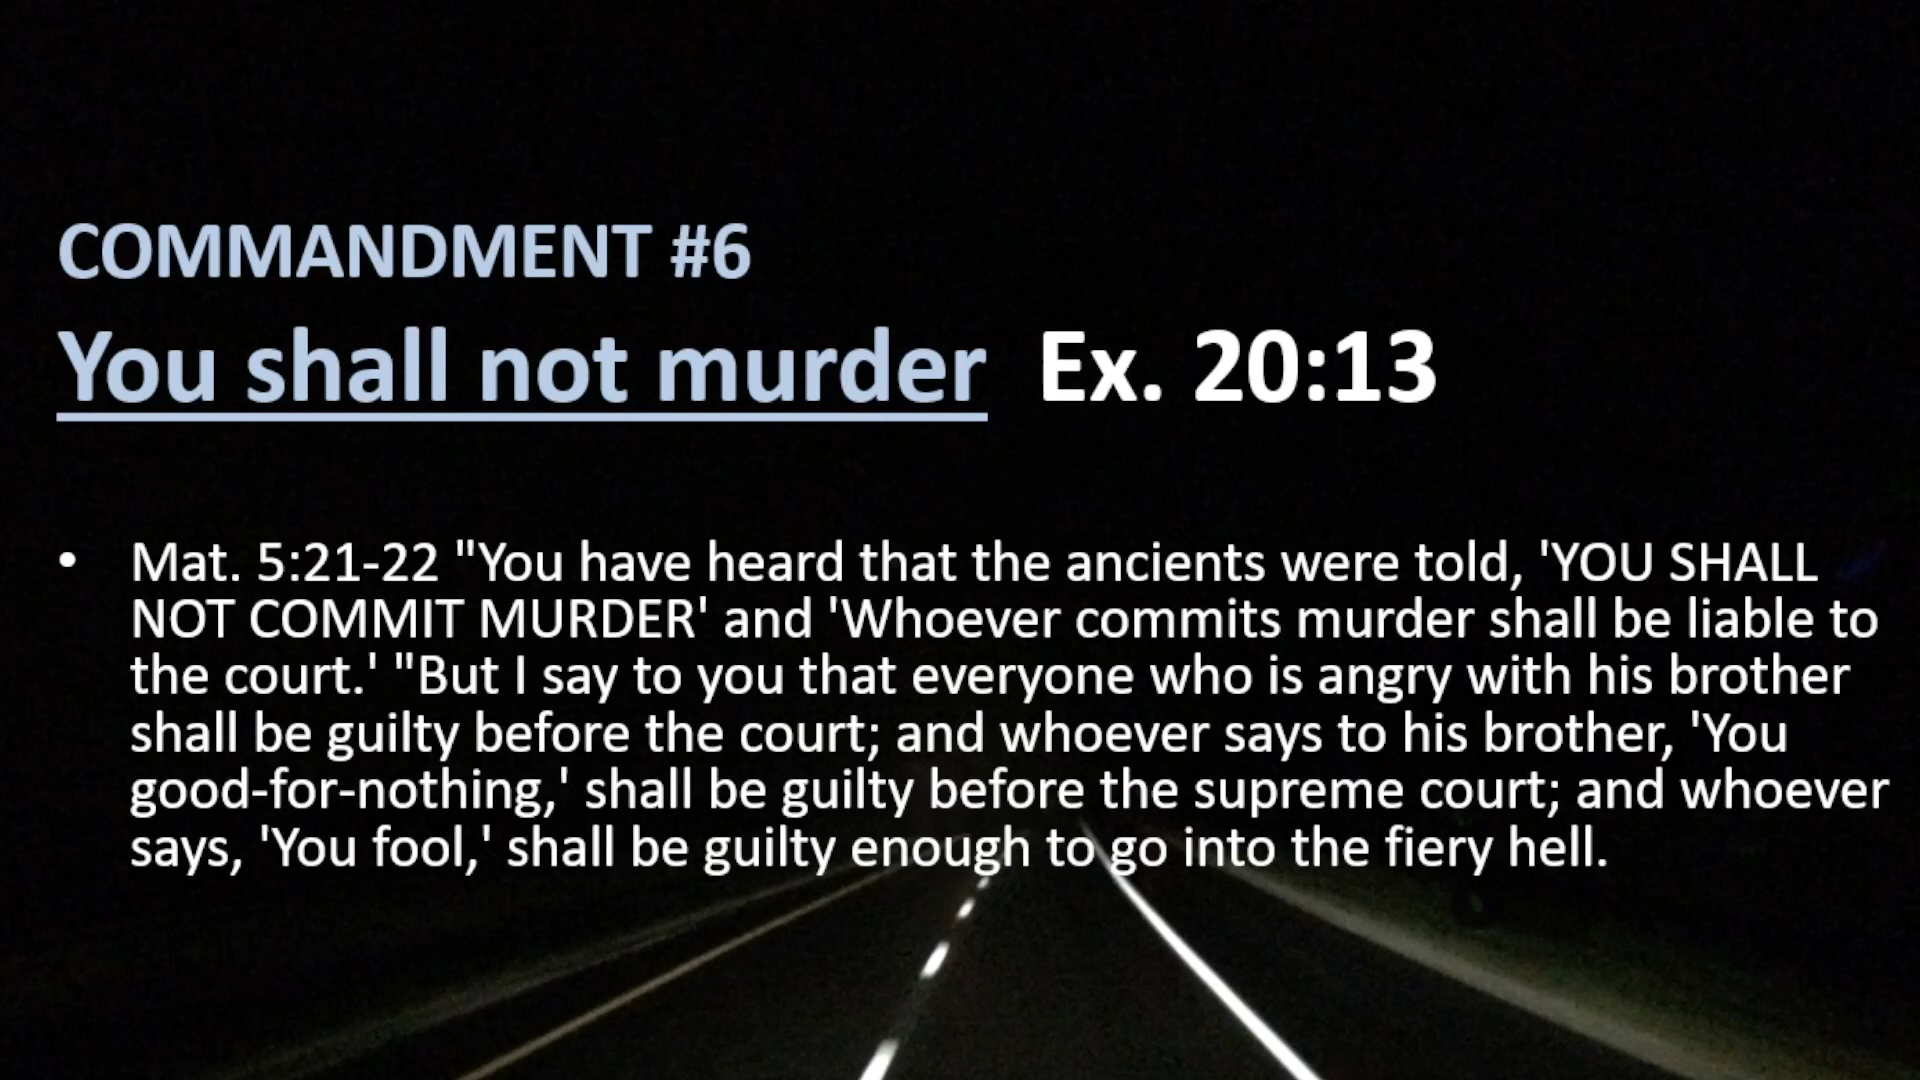 COMMANDMENT #6
You shall not murder Ex. 20:13
• Mat. 5:21-22 "You have heard that the ancients were told, 'YOU SHALL
NOT COMMIT MURDER' and 'Whoever commits murder shall be liable to
the court.' "But I say to you that everyone who is angry with his brother
shall be guilty before the court; and whoever says to his brother, 'You
good-for-nothing,' shall be guilty before the supreme court; and whoever
says, 'You fool,' shall be guilty enough to go into the fiery hell.